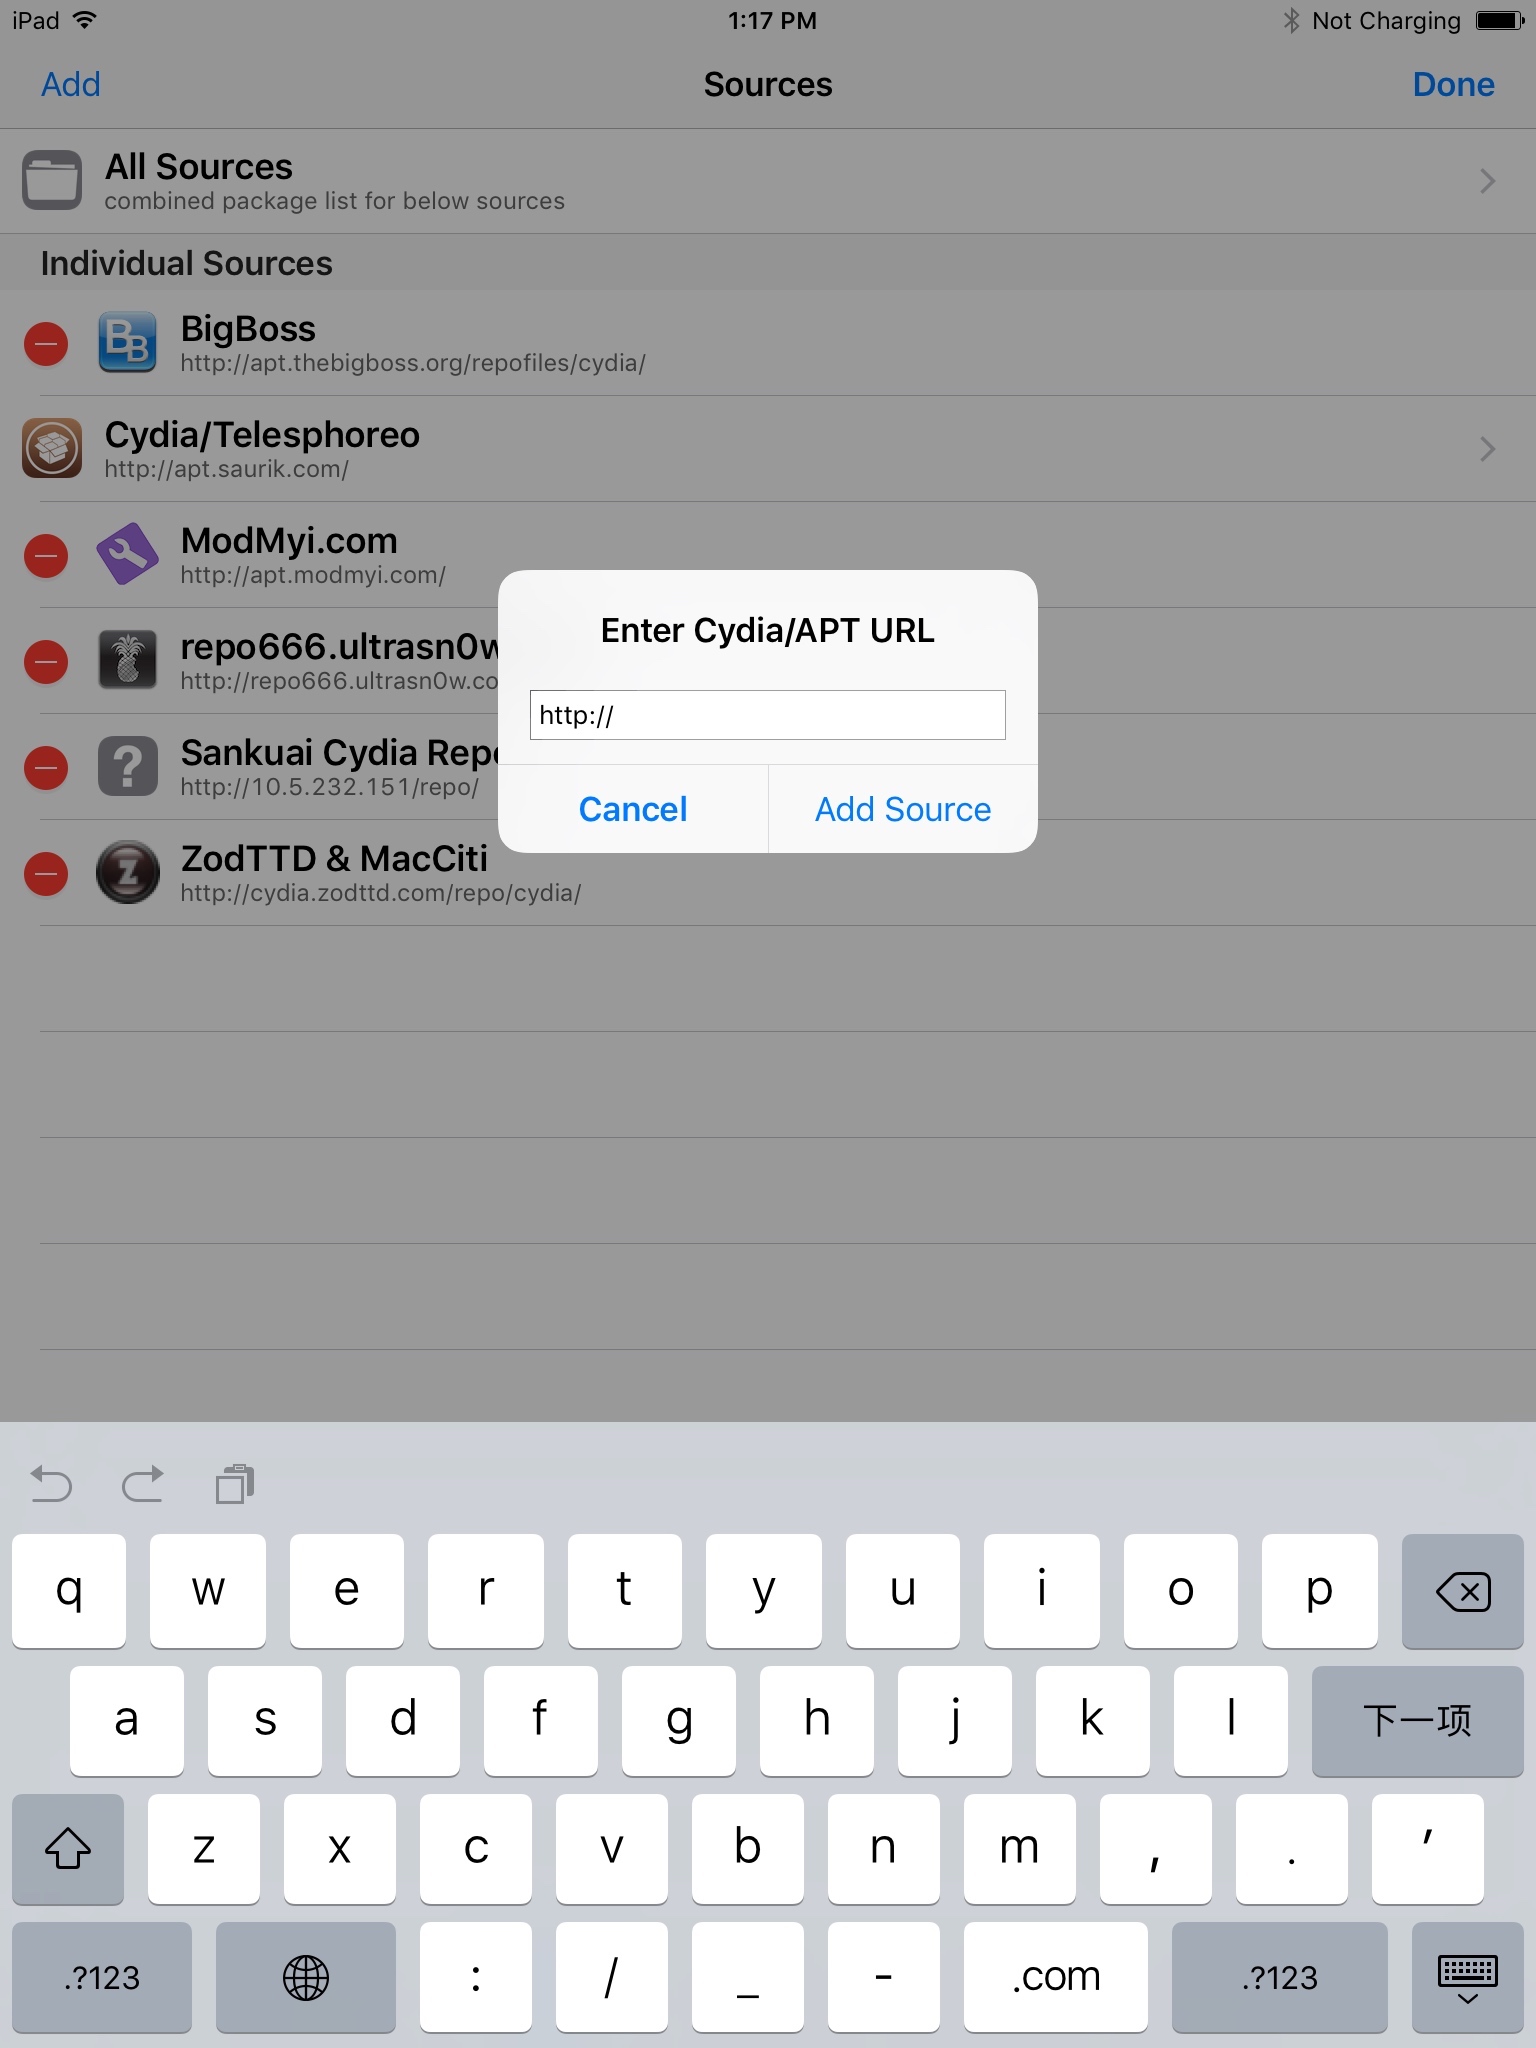 iPad 1:17 PM Not Charging
Add Sources Done
All Sources
combined package list for below sources
Individual Sources
BigBoss
http://apt.thebigboss.org/repofiles/cydia/
Cydia/Telesphoreo
http://apt.saurik.com/
ModMyi.com
http://apt.modmyi.com/
repo666.ultrasn0w
http://repo666.ultrasn0w.co
Sankuai Cydia Repo
http://10.5.232.151/repo/
ZodTTD & MacCiti
http://cydia.zodttd.com/repo/cydia/
Enter Cydia/APT URL
http://
Cancel Add Source
q w e r t y u i o p
a s d f g h j k l 下一项
z x c v b n m , . '
.?123 : / _ - .com .?123